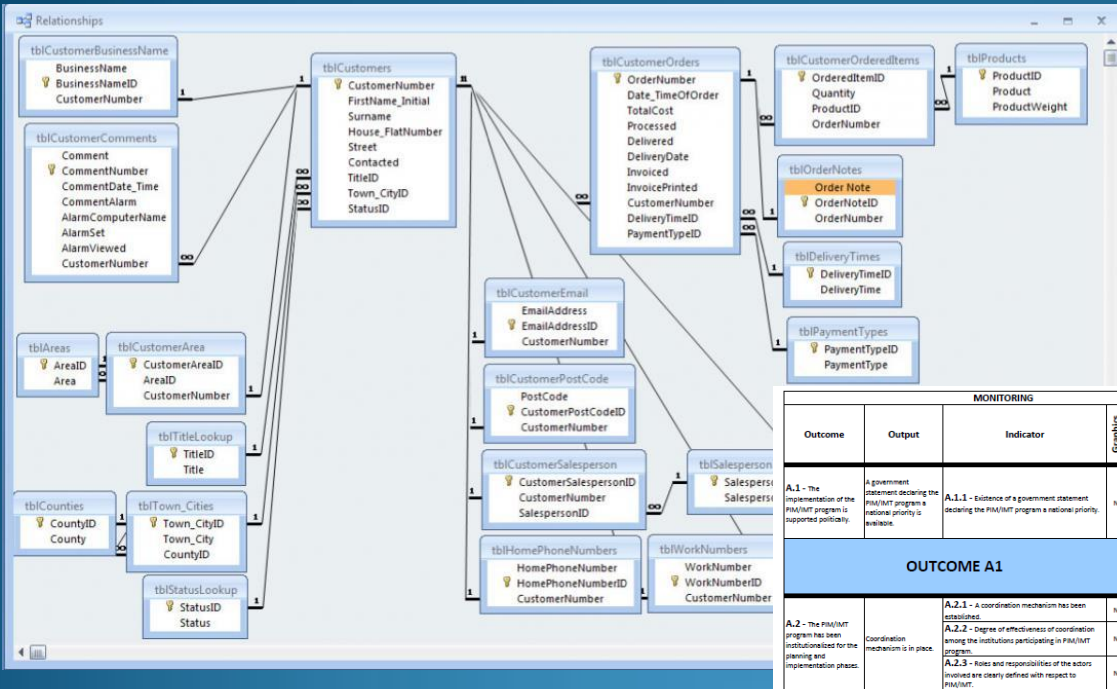 Relationships
tblCustomerBusinessName
BusinessName
BusinessNameID
CustomerNumber
tblCustomerComments
Comment
CommentNumber
CommentDate_Time
CommentAlarm
AlarmComputerName
AlarmSet
AlarmViewed
CustomerNumber
tblAreas
AreaID
Area
tblCustomerArea
CustomerAreaID
AreaID
CustomerNumber
tblTitleLookup
TitleID
Title
tblCounties
CountyID
County
tblTown_Cities
Town_CityID
Town_City
CountyID
tblStatusLookup
StatusID
Status
tblCustomers
CustomerNumber
FirstName_Initial
Surname
House_FlatNumber
Street
Contacted
TitleID
Town_CityID
StatusID
tblCustomerEmail
EmailAddress
EmailAddressID
CustomerNumber
tblCustomerPostCode
PostCode
CustomerPostCodeID
CustomerNumber
tblCustomerSalesperson
CustomerSalespersonID
CustomerNumber
SalespersonID
tblHomePhoneNumbers
HomePhoneNumber
HomePhoneNumberID
CustomerNumber
tblSalesperson
Salesperso
Salesperso
tblWorkNumbers
WorkNumber
WorkNumberID
CustomerNumber
tblCustomerOrders
OrderNumber
Date_TimeOfOrder
TotalCost
Processed
Delivered
DeliveryDate
Invoiced
InvoicePrinted
CustomerNumber
DeliveryTimeID
PaymentTypeID
tblCustomerOrderedItems
OrderedItemID
Quantity
ProductID
OrderNumber
tblProducts
ProductID
Product
ProductWeight
tblOrderNotes
Order Note
OrderNoteID
OrderNumber
tblDeliveryTimes
DeliveryTimeID
DeliveryTime
tblPaymentTypes
PaymentTypeID
PaymentType
MONITORING
Outcome
Output
Indicator
Graphics
A.1 - The
implementation of the
PIM/IMT program is
supported politically.
A government
statement declaring the
PIM/IMT program a
national priority is
available.
A.1.1 - Existence of a government statement
declaring the PIM/IMT program a national priority.
OUTCOME A1
A.2 - The PIM/IMT
program has been
institutionalized for the
planning and
implementation phases.
Coordination
mechanism is in place.
A.2.1 - A coordination mechanism has been
established.
A.2.2 - Degree of effectiveness of coordination
among the institutions participating in PIM/IMT
program.
A.2.3 - Roles and responsibilities of the actors
involved are clearly defined with respect to
PIM/IMT.